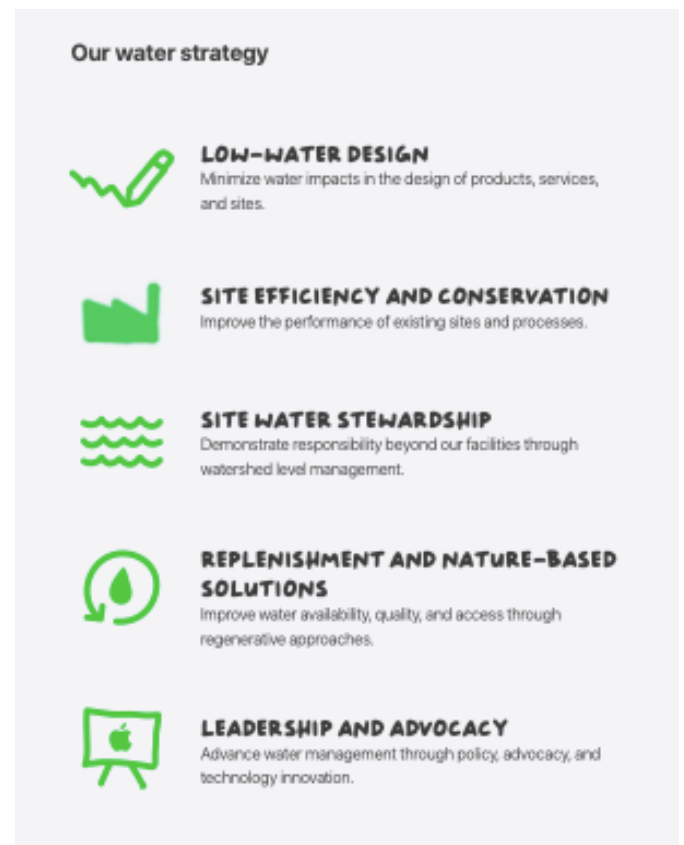 Our water strategy
LOW-WATER DESIGN
Minimize water impacts in the design of products, services,
and sites.
SITE EFFICIENCY AND CONSERVATION
Improve the performance of existing sites and processes.
SITE WATER STEWARDSHIP
Demonstrate responsibility beyond our facilities through
watershed level management.
REPLENISHMENT AND NATURE-BASED
SOLUTIONS
Improve water availability, quality, and access through
regenerative approaches.
LEADERSHIP AND ADVOCACY
Advance water management through policy, advocacy, and
technology innovation.